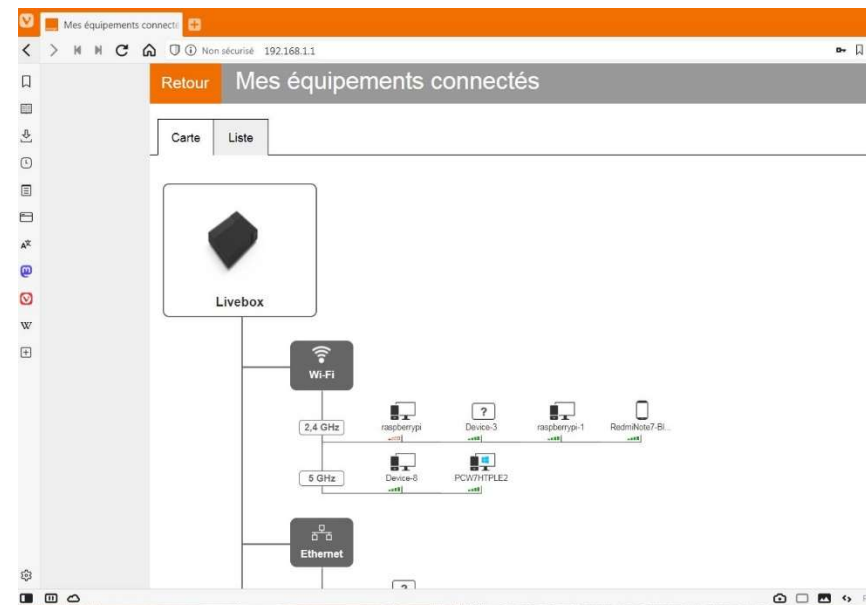 Mes équipements connecté
Non sécurisé 192.168.1.1
Retour Mes équipements connectés
Carte Liste
Livebox
Wi-Fi
2,4 GHz
raspberrypi Device-3 raspberrypi-1 RedmiNote7-Bl...
5 GHz
Device-8 PCW7HTPLE2
Ethernet